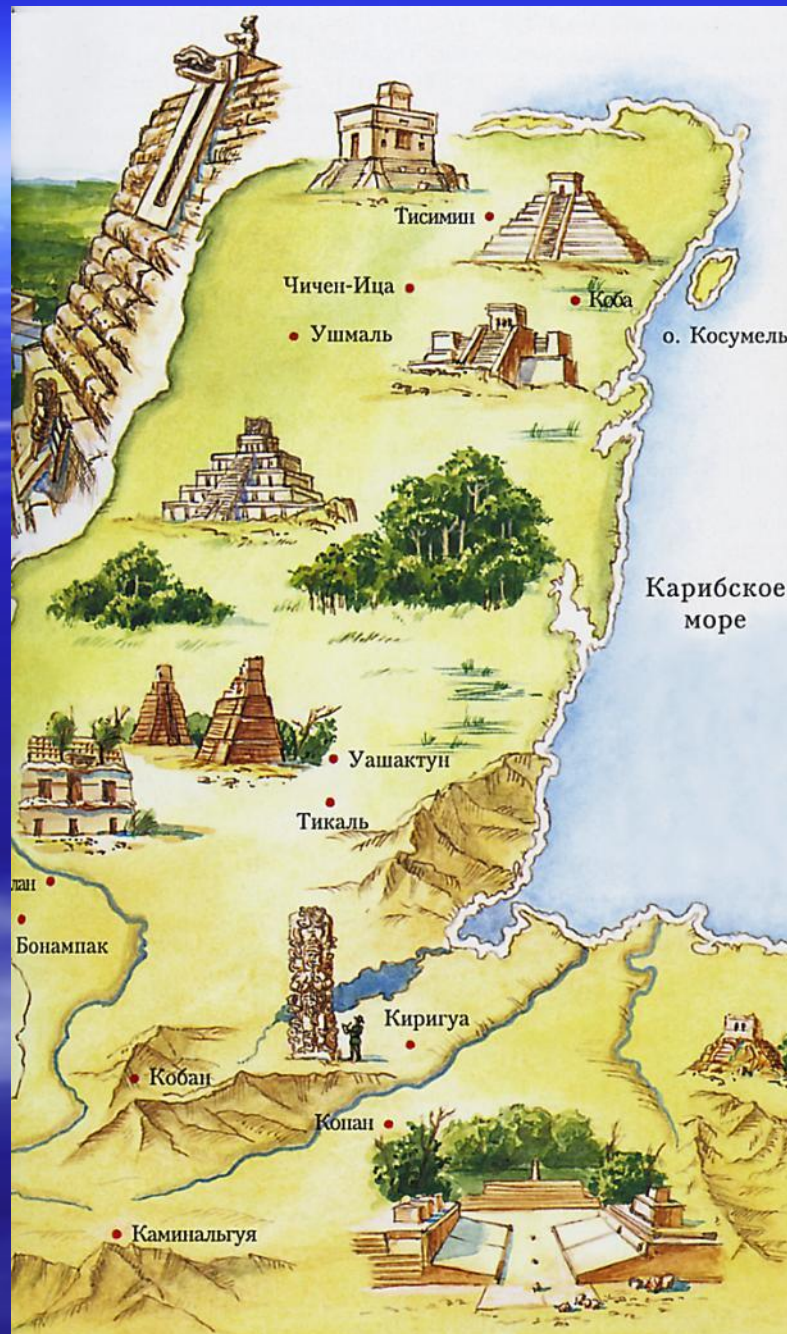 Тисимин
Чичен-Ица
Коба
Ушмаль
о. Косумель
Карибское
море
Уашактун
Тикаль
лан
Бонампак
Киригуа
Кобан
Копан
Каминальгуя